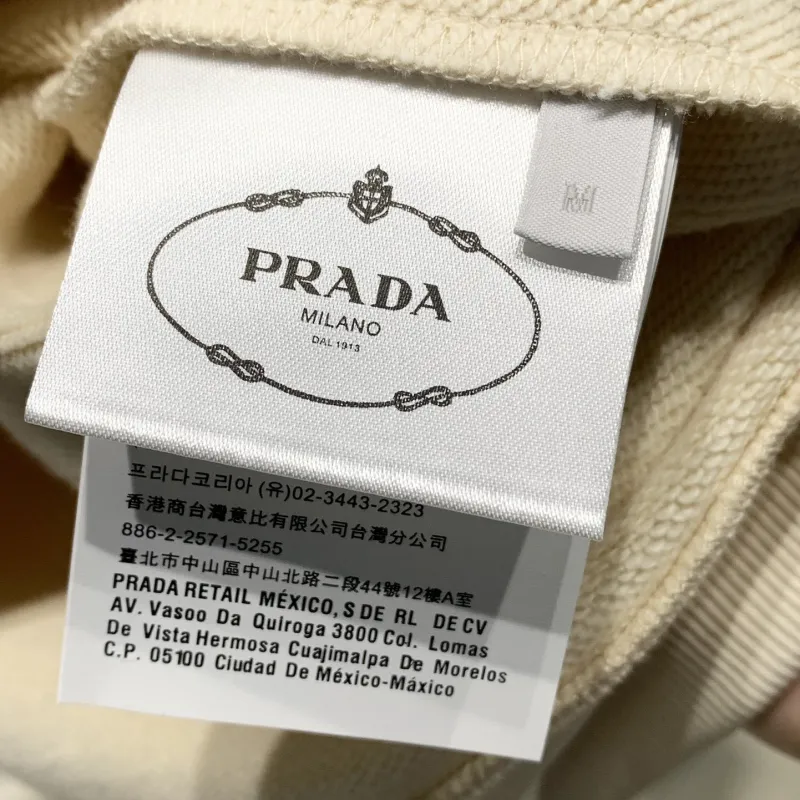 PRADA
MILANO
DAL 1913
프라다코리아 (유)02-3443-2323
香港商台灣意比有限公司台灣分公司
886-2-2571-5255
臺北市中山區中山北路二段44號12樓A室
PRADA RETAIL MÉXICO, S DE RL DE CV
AV. Vasoo Da Quiroga 3800 Col. Lomas
De Vista Hermosa Cuajimalpa De Morelos
C.P. 05100 Ciudad De México-Máxico